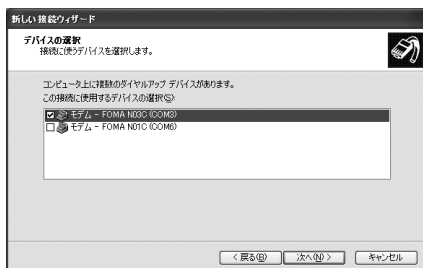 新しい接続ウィザード
デバイスの選択
接続に使うデバイスを選択します。
コンピュータ上に複数のダイヤルアップ デバイスがあります。
この接続に使用するデバイスの選択(S):
モデム - FOMA N03C (COM3)
モデム - FOMA N01C (COM6)
< 戻る(B)
次へ(N) >
キャンセル